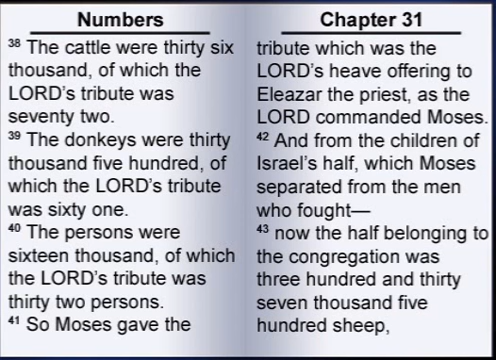 Numbers
38 The cattle were thirty six
thousand, of which the
LORD's tribute was
seventy two.
39 The donkeys were thirty
thousand five hundred, of
which the LORD's tribute
was sixty one.
40 The persons were
sixteen thousand, of which
the LORD's tribute was
thirty two persons.
41 So Moses gave the
Chapter 31
tribute which was the
LORD's heave offering to
Eleazar the priest, as the
LORD commanded Moses.
42 And from the children of
Israel's half, which Moses
separated from the men
who fought—
43 now the half belonging to
the congregation was
three hundred and thirty
seven thousand five
hundred sheep,